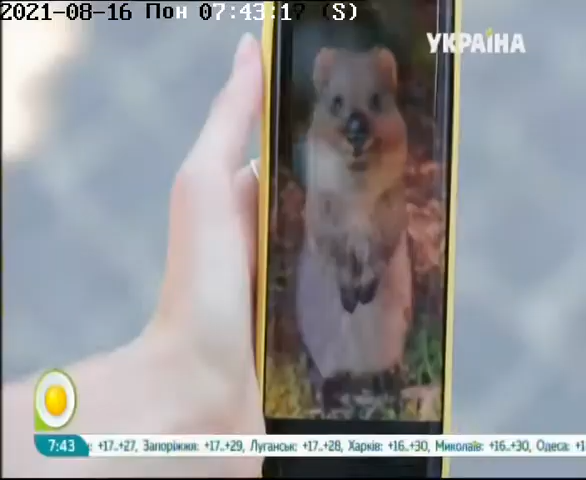 2021-08-16 Пон 07:43:1? (S)
УКРАЇНА
7:43 : +17..+27, Запоріжжя: +17..+29, Луганськ: +17..+28, Харків: +16..+30, Миколаїв: +16..+30, Одеса: +1